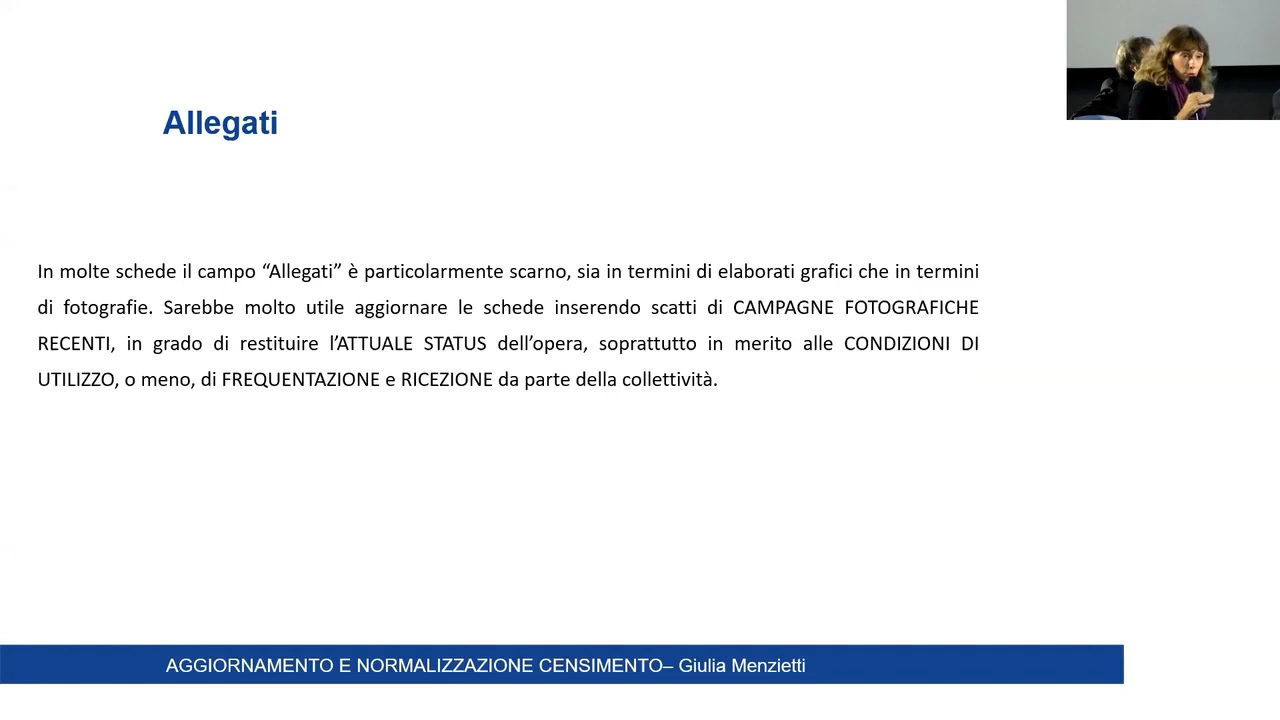 Allegati
In molte schede il campo “Allegati” è particolarmente scarno, sia in termini di elaborati grafici che in termini
di fotografie. Sarebbe molto utile aggiornare le schede inserendo scatti di CAMPAGNE FOTOGRAFICHE
RECENTI, in grado di restituire l’ATTUALE STATUS dell’opera, soprattutto in merito alle CONDIZIONI DI
UTILIZZO, o meno, di FREQUENTAZIONE e RICEZIONE da parte della collettività.
AGGIORNAMENTO E NORMALIZZAZIONE CENSIMENTO– Giulia Menzietti